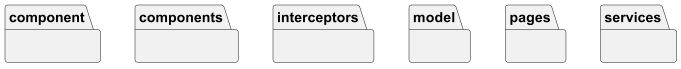 component components interceptors model pages services